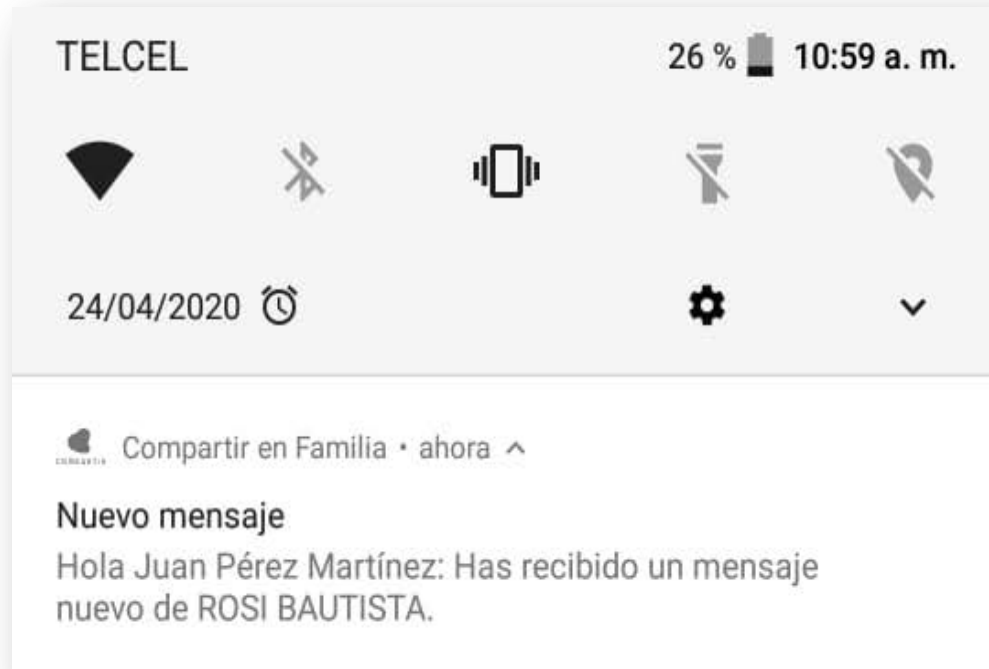 TELCEL 26 % 10:59 a. m.
24/04/2020
COMPARTIR
Compartir en Familia • ahora
Nuevo mensaje
Hola Juan Pérez Martínez: Has recibido un mensaje
nuevo de ROSI BAUTISTA.